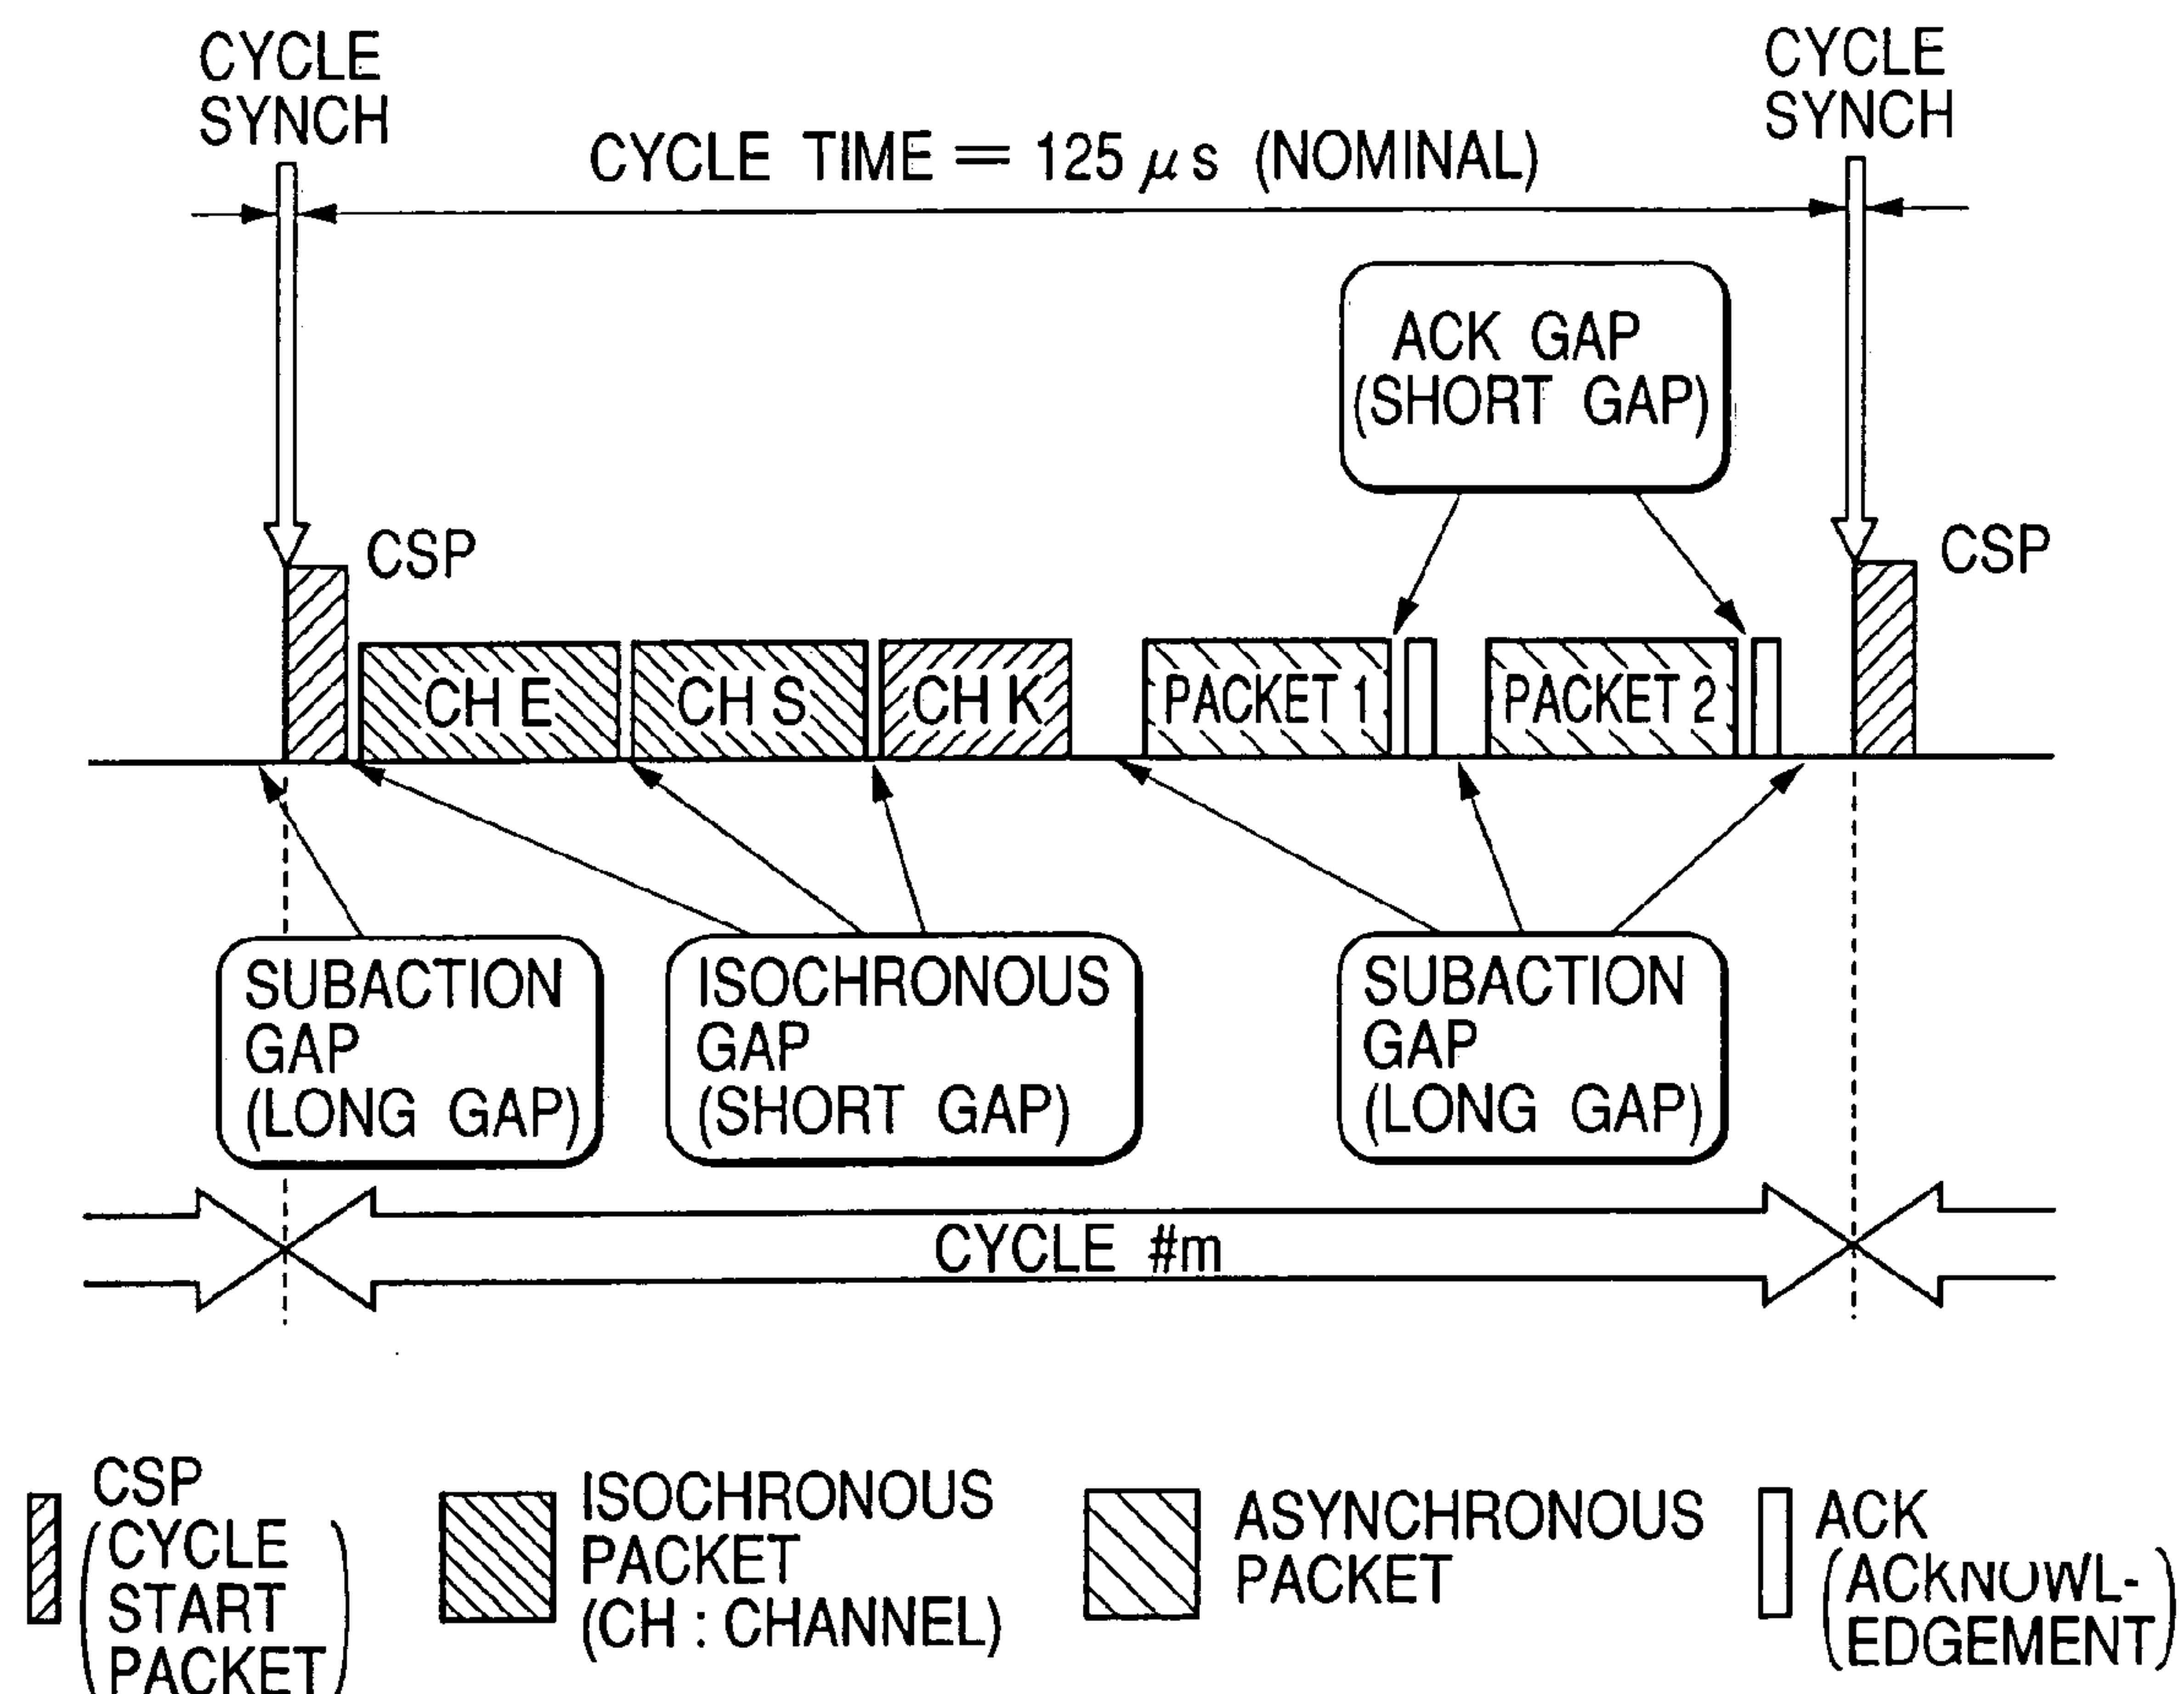 CYCLE
SYNCH
CYCLE TIME = 125 μs (NOMINAL)
CYCLE
SYNCH
ACK GAP
(SHORT GAP)
CSP
CSP
CH E
CH S
CH K
PACKET 1
PACKET 2
SUBACTION
GAP
(LONG GAP)
ISOCHRONOUS
GAP
(SHORT GAP)
SUBACTION
GAP
(LONG GAP)
CYCLE #m
CSP
(CYCLE
START
PACKET)
ISOCHRONOUS
PACKET
(CH : CHANNEL)
ASYNCHRONOUS
PACKET
ACK
(ACKNOWL-
EDGEMENT)